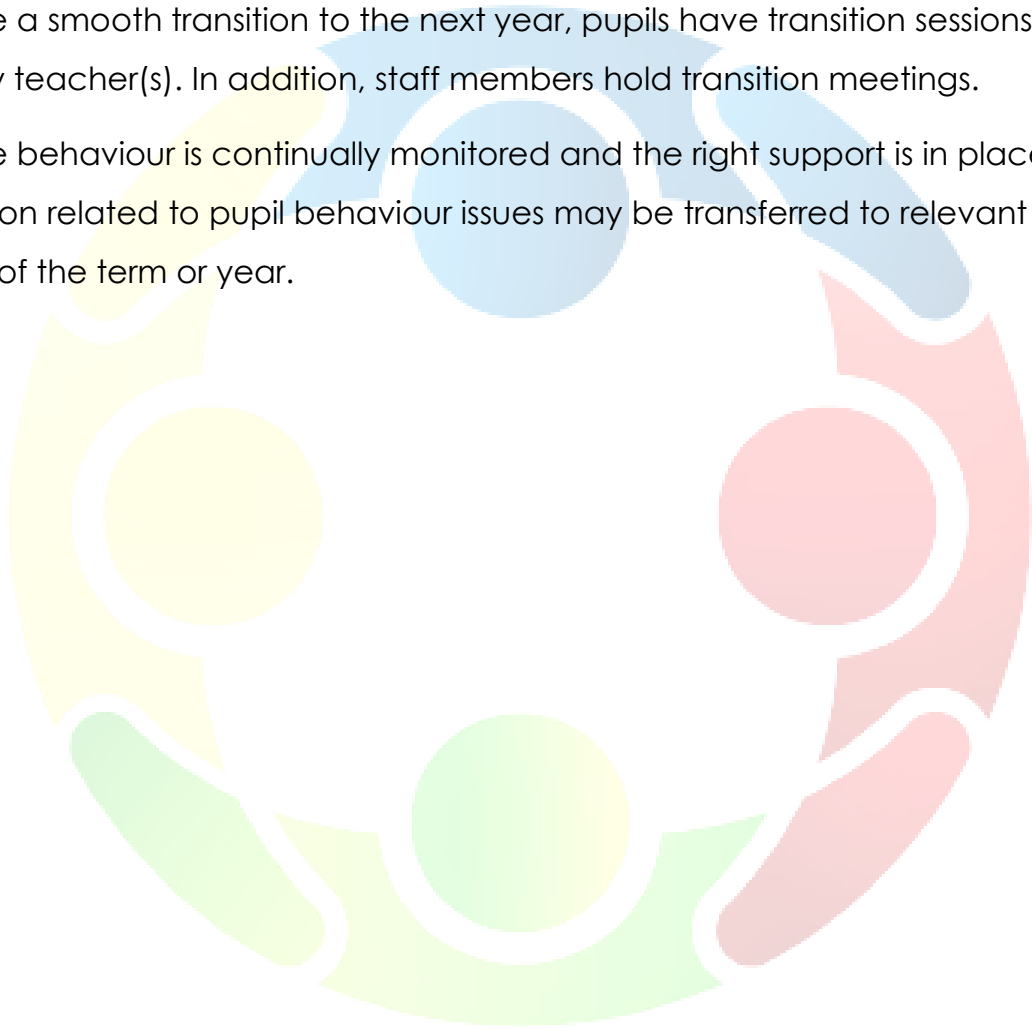 e a smooth transition to the next year, pupils have transition sessions
y teacher(s). In addition, staff members hold transition meetings.
e behaviour is continually monitored and the right support is in place
on related to pupil behaviour issues may be transferred to relevant
of the term or year.